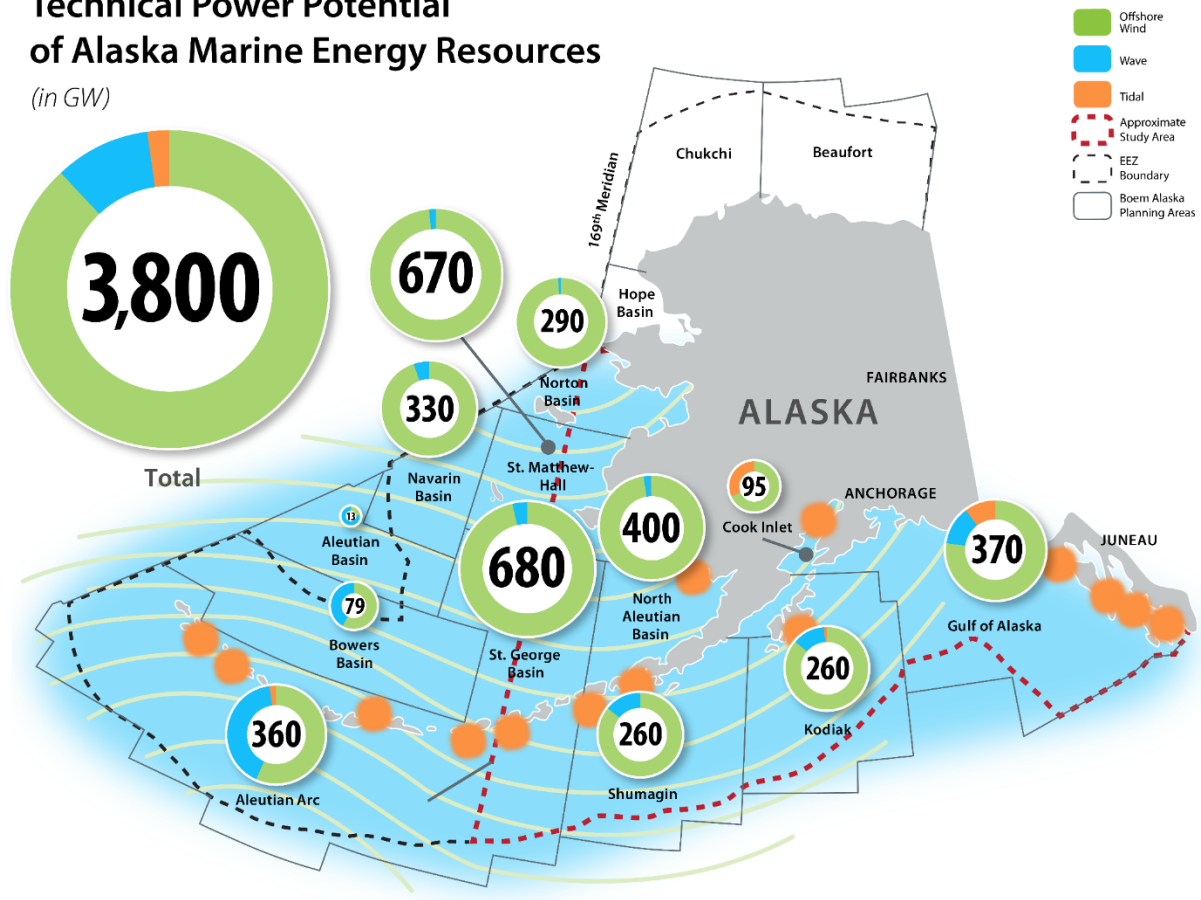 Technical Power Potential
of Alaska Marine Energy Resources
(in GW)
Offshore
Wind
Wave
Tidal
Approximate
Study Area
EEZ
Boundary
Boem Alaska
Planning Areas
3,800
Total
169th Meridian
Chukchi
Beaufort
Hope
Basin
670
290
Norton
Basin
330
Navarin
Basin
St. Matthew-
Hall
FAIRBANKS
ALASKA
ANCHORAGE
JUNEAU
95
Cook Inlet
13
Aleutian
Basin
680
St. George
Basin
400
North
Aleutian
Basin
370
Gulf of Alaska
79
Bowers
Basin
360
Aleutian Arc
260
Shumagin
260
Kodiak